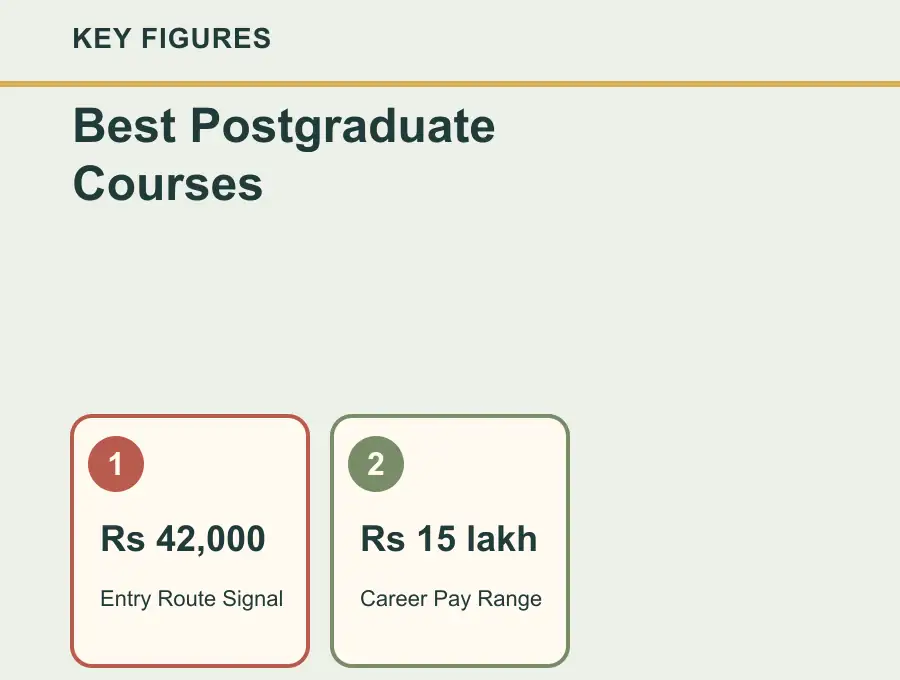 KEY FIGURES
Best Postgraduate
Courses
1
Rs 42,000
Entry Route Signal
2
Rs 15 lakh
Career Pay Range